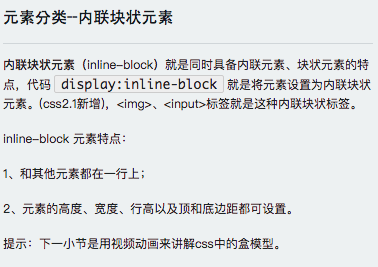 元素分类--内联块状元素
内联块状元素（inline-block）就是同时具备内联元素、块状元素的特
点，代码 display:inline-block 就是将元素设置为内联块状
元素。(css2.1新增)，<img>、<input>标签就是这种内联块状标签。
inline-block 元素特点：
1、和其他元素都在一行上；
2、元素的高度、宽度、行高以及顶和底边距都可设置。
提示：下一小节是用视频动画来讲解css中的盒模型。